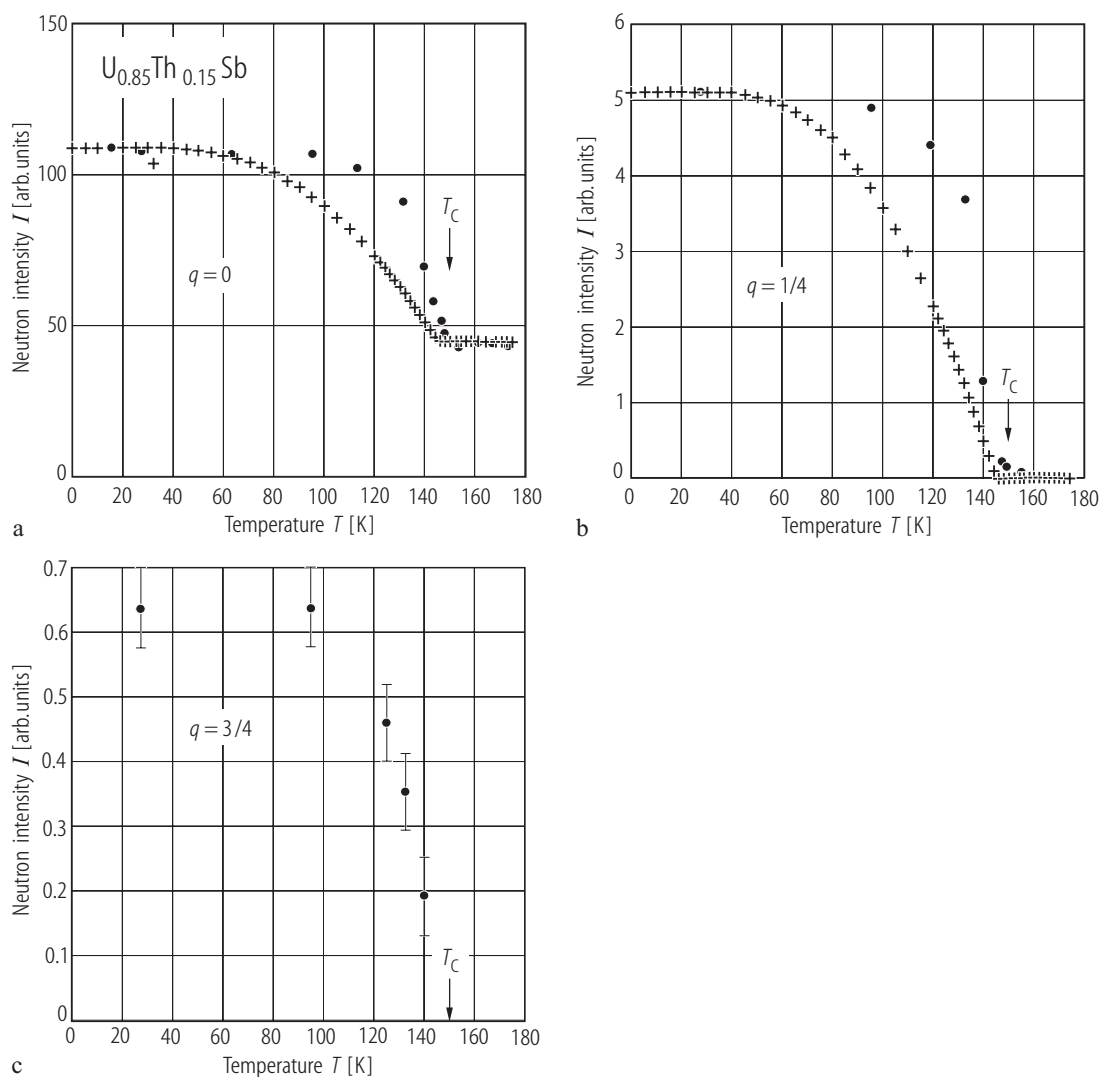 150
U0.85Th0.15Sb
Neutron intensity I [arb.units]
100
TC
q=0
50
0
0 20 40 60 80 100 120 140 160 180
Temperature T [K]
a
6
5
4
Neutron intensity I [arb.units]
3
q=1/4
2
TC
1
0
0 20 40 60 80 100 120 140 160 180
Temperature T [K]
b
0.7
0.6
0.5
Neutron intensity I [arb.units]
q=3/4
0.4
0.3
0.2
TC
0.1
0
0 20 40 60 80 100 120 140 160 180
Temperature T [K]
c